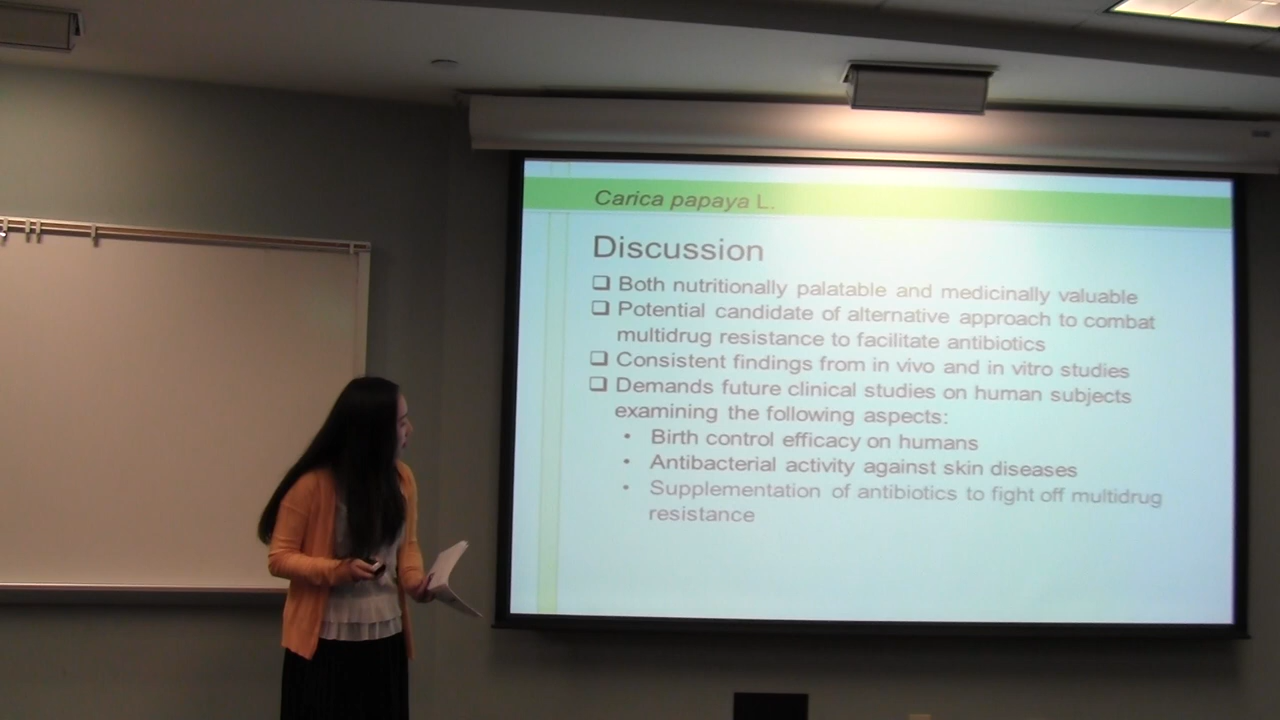 Carica papaya L.
Discussion
❑ Both nutritionally palatable and medicinally valuable
❑ Potential candidate of alternative approach to combat
multidrug resistance to facilitate antibiotics
❑ Consistent findings from in vivo and in vitro studies
❑ Demands future clinical studies on human subjects
examining the following aspects:
• Birth control efficacy on humans
• Antibacterial activity against skin diseases
• Supplementation of antibiotics to fight off multidrug
resistance